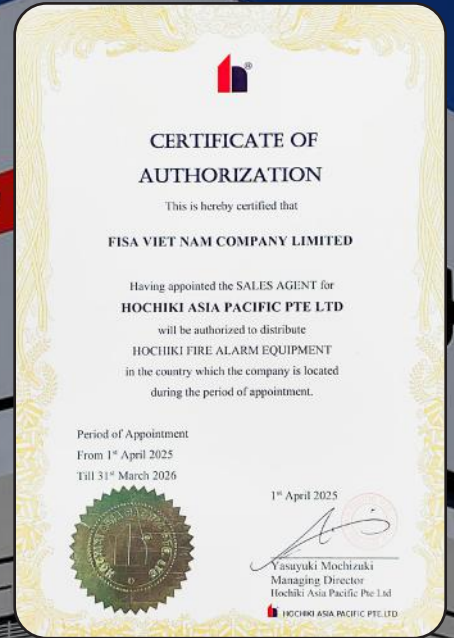 CERTIFICATE OF
AUTHORIZATION
This is hereby certified that
FISA VIET NAM COMPANY LIMITED
Having appointed the SALES AGENT for
HOCHIKI ASIA PACIFIC PTE LTD
will be authorized to distribute
HOCHIKI FIRE ALARM EQUIPMENT
in the country which the company is located
during the period of appointment.
Period of Appointment
From 1st April 2025
Till 31st March 2026
1st April 2025
Yasuyuki Mochizuki
Managing Director
Hochiki Asia Pacific Pte Ltd
HOCHIKI ASIA PACIFIC PTE.LTD